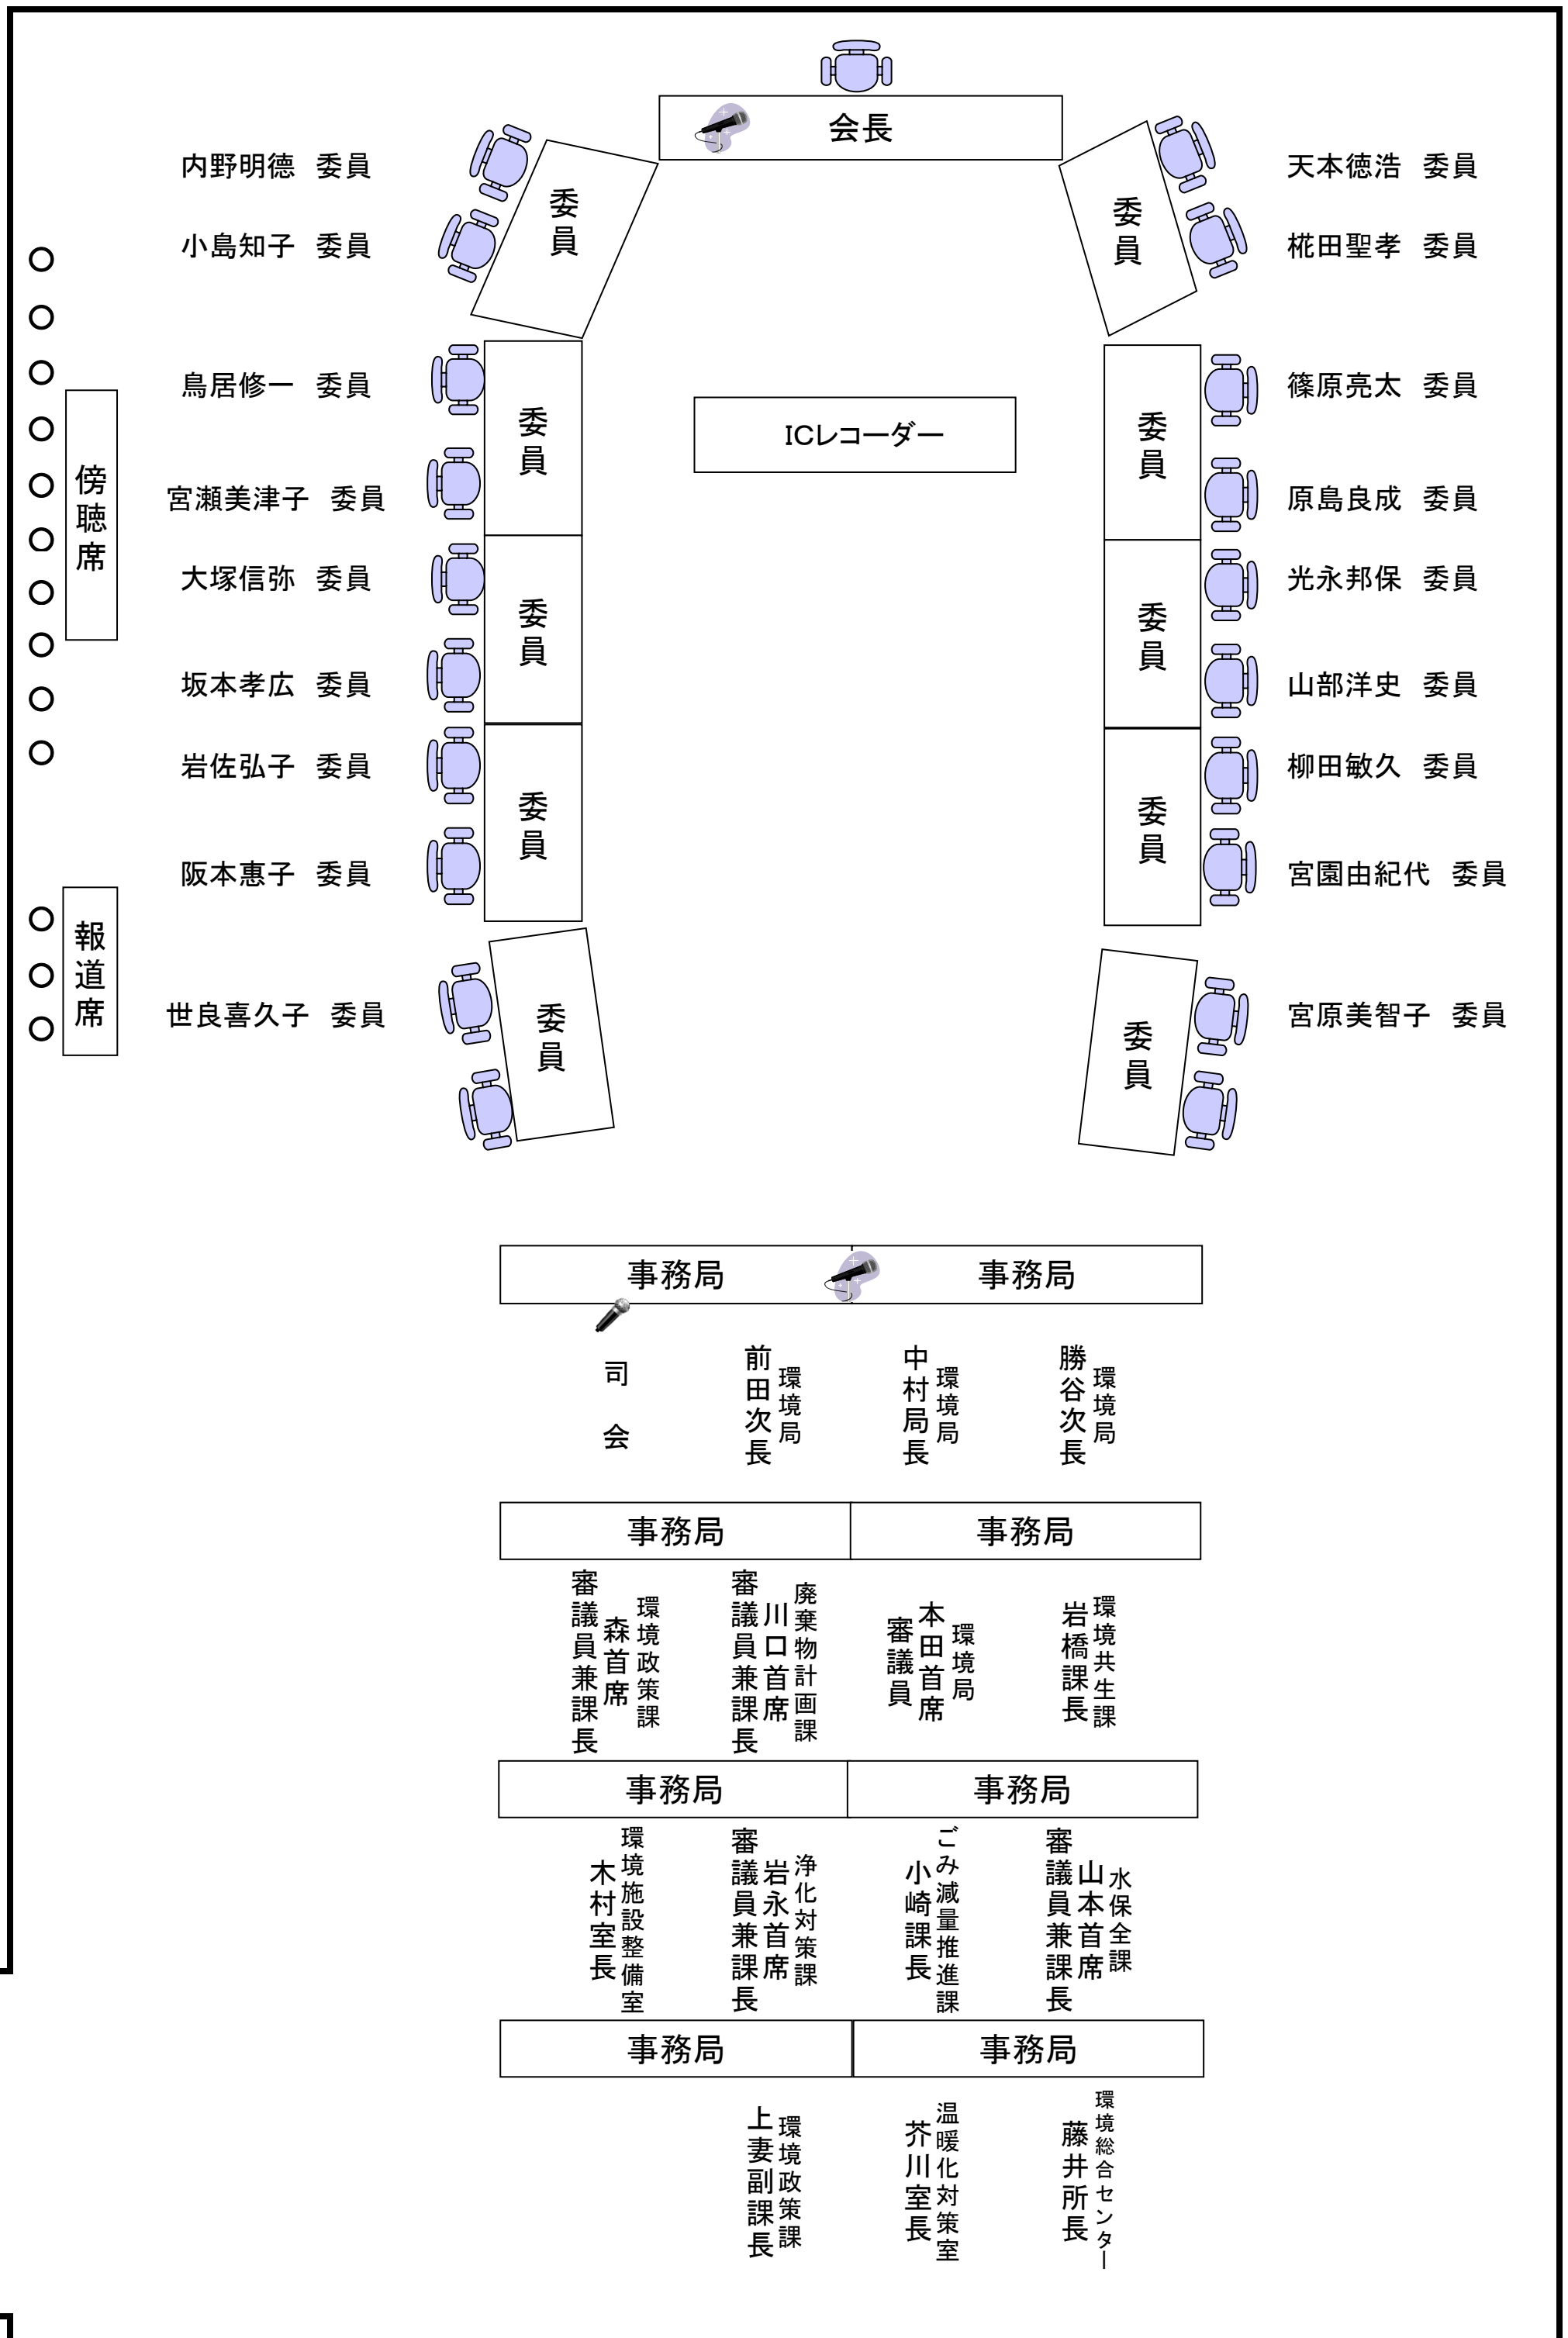 会長
内野明德　委員
小島知子　委員
鳥居修一　委員
宮瀬美津子　委員
大塚信弥　委員
坂本孝広　委員
岩佐弘子　委員
阪本惠子　委員
世良喜久子　委員
委員
委員
委員
委員
委員
傍聴席
報道席
ICレコーダー
委員
委員
委員
委員
委員
天本徳浩　委員
椛田聖孝　委員
篠原亮太　委員
原島良成　委員
光永邦保　委員
山部洋史　委員
柳田敏久　委員
宮園由紀代　委員
宮原美智子　委員
事務局
事務局
司　会
環境局
前田次長
環境局
中村局長
環境局
勝谷次長
事務局
事務局
環境政策課
森首席
審議員兼課長
廃棄物計画課
川口首席
審議員兼課長
環境局
本田首席
審議員
環境共生課
岩橋課長
事務局
事務局
環境施設整備室
木村室長
浄化対策課
岩永首席
審議員兼課長
ごみ減量推進課
小崎課長
水保全課
山本首席
審議員兼課長
事務局
事務局
環境政策課
上妻副課長
温暖化対策室
芥川室長
環境総合センター
藤井所長